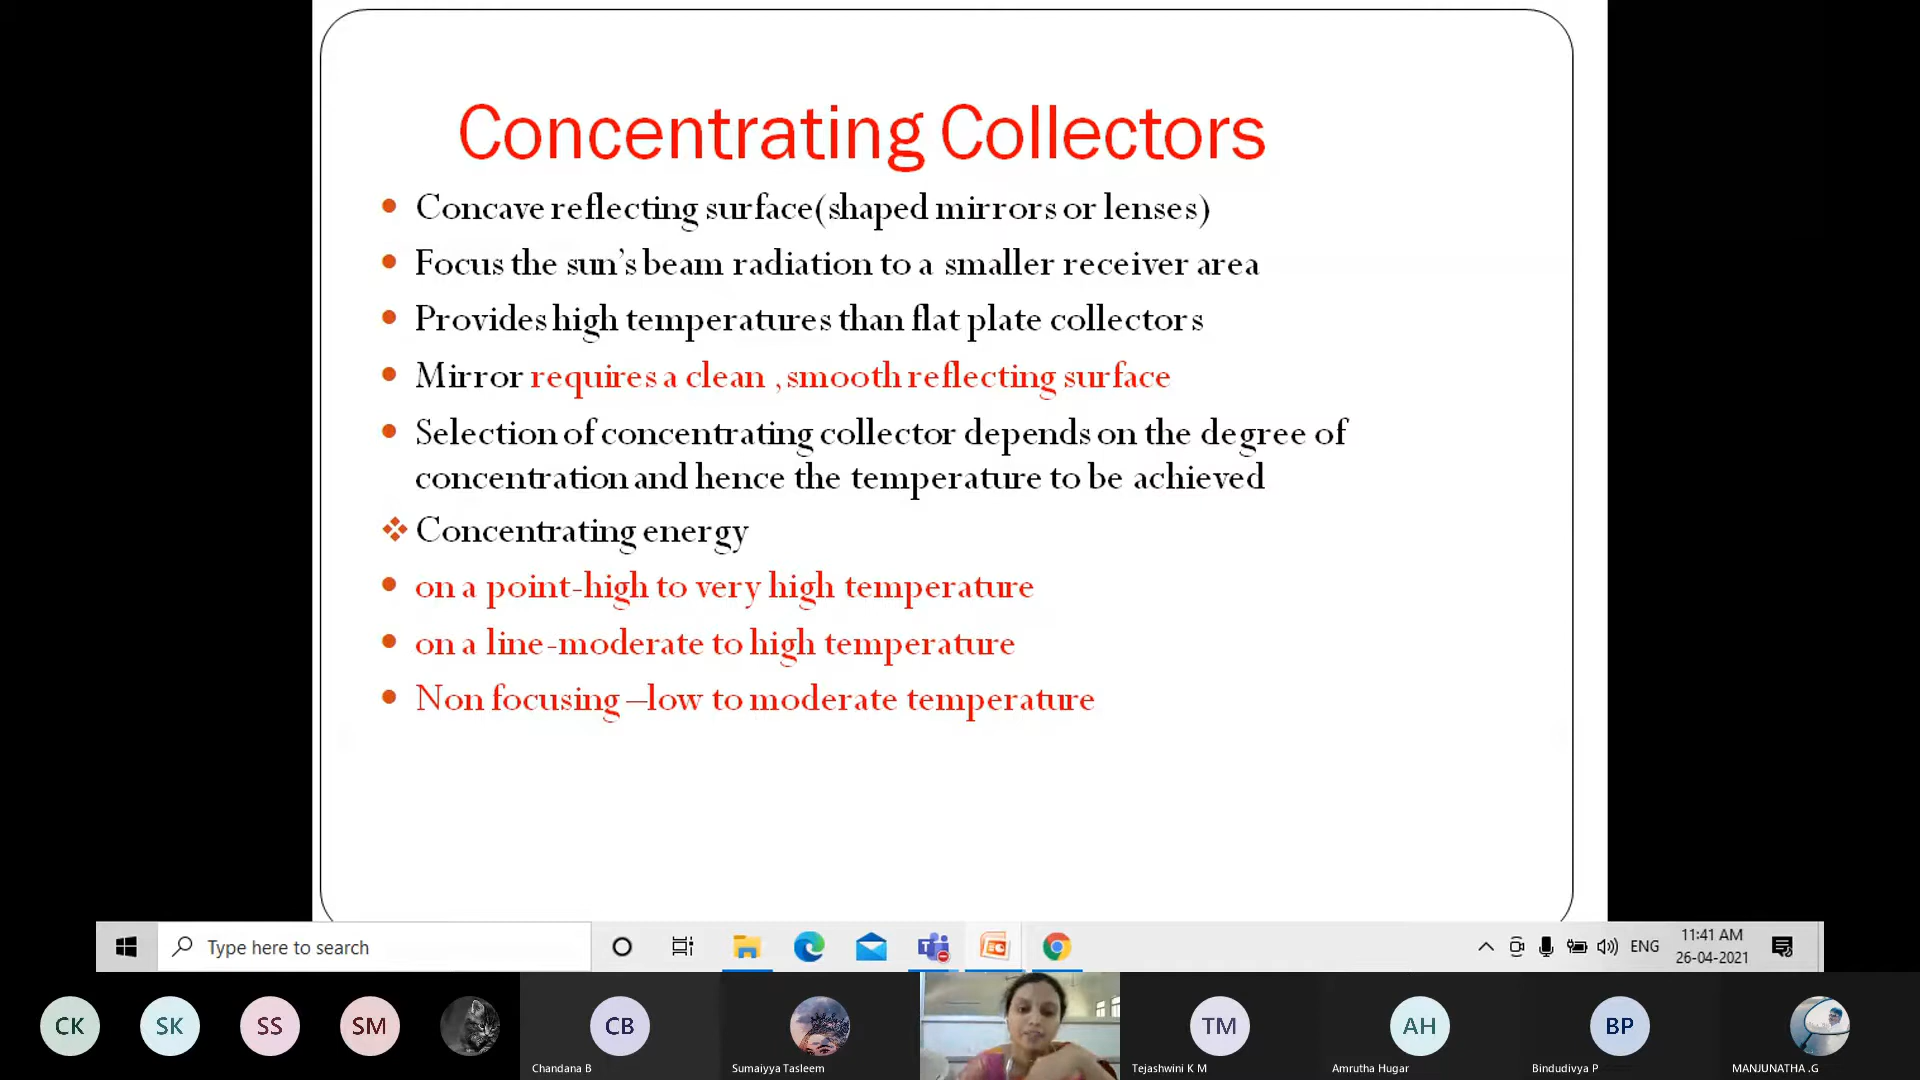 Concentrating Collectors
Concave reflecting surface(shaped mirrors or lenses)
Focus the sun's beam radiation to a smaller receiver area
Provides high temperatures than flat plate collectors
Mirror requires a clean , smooth reflecting surface
Selection of concentrating collector depends on the degree of
concentration and hence the temperature to be achieved
Concentrating energy
on a point-high to very high temperature
on a line-moderate to high temperature
Non focusing –low to moderate temperature
Type here to search
ENG
11:41 AM
26-04-2021
CK
SK
SS
SM
CB
TM
AH
BP
Chandana B
Sumaiyya Tasleem
Tejashwini K M
Amrutha Hugar
Bindudivya P
MANJUNATHA .G